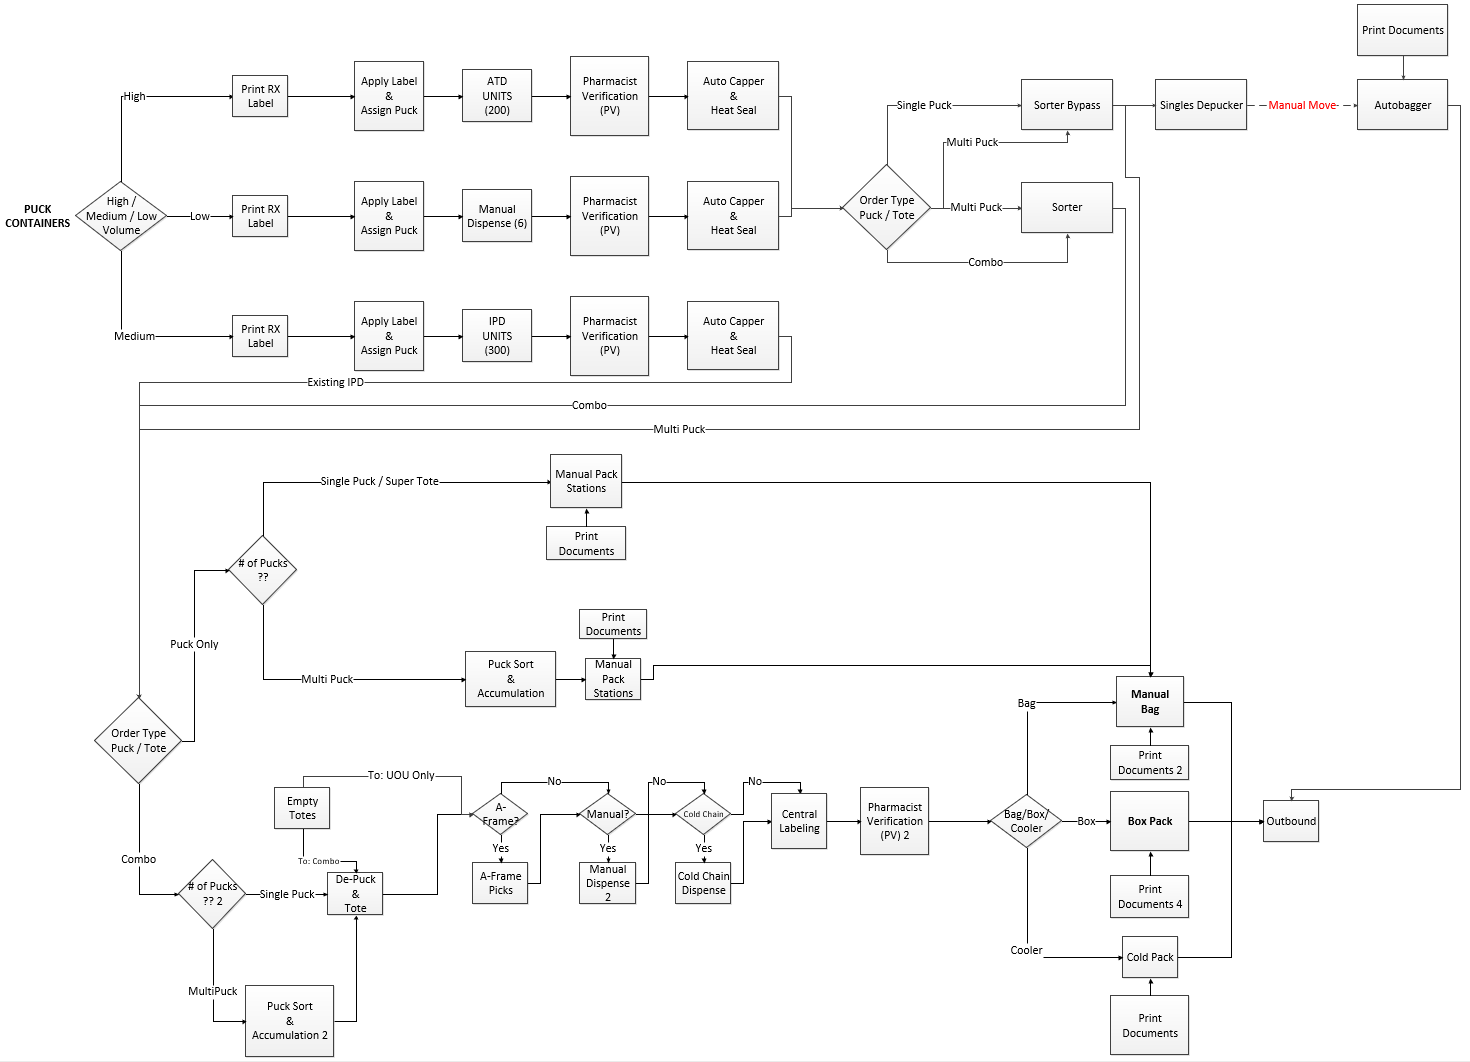 Print Documents
High
Print RX
Label
Apply Label
&
Assign Puck
ATD
UNITS
(200)
Pharmacist
Verification
(PV)
Auto Capper
&
Heat Seal
Single Puck
Sorter Bypass
Singles Depucker
Manual Move
Autobagger
Multi Puck
PUCK
CONTAINERS
High /
Medium / Low
Volume
Low
Print RX
Label
Apply Label
&
Assign Puck
Manual
Dispense (6)
Pharmacist
Verification
(PV)
Auto Capper
&
Heat Seal
Order Type
Puck / Tote
Multi Puck
Sorter
Combo
Medium
Print RX
Label
Apply Label
&
Assign Puck
IPD
UNITS
(300)
Pharmacist
Verification
(PV)
Auto Capper
&
Heat Seal
Existing IPD
Combo
Multi Puck
Single Puck / Super Tote
Manual Pack
Stations
Print
Documents
# of Pucks
??
Puck Only
Print
Documents
Multi Puck
Puck Sort
&
Accumulation
Manual
Pack
Stations
Order Type
Puck / Tote
Bag
Manual
Bag
Print
Documents 2
To: UOU Only
Empty
Totes
A-
Frame?
No
Manual?
No
Cold Chain
No
Central
Labeling
Pharmacist
Verification
(PV) 2
Bag/Box/
Cooler
Box
Box Pack
Outbound
Yes
Yes
Yes
Combo
To: Combo
# of Pucks
?? 2
Single Puck
De-Puck
&
Tote
A-Frame
Picks
Manual
Dispense
2
Cold Chain
Dispense
Print
Documents 4
Cooler
Cold Pack
MultiPuck
Puck Sort
&
Accumulation 2
Print
Documents